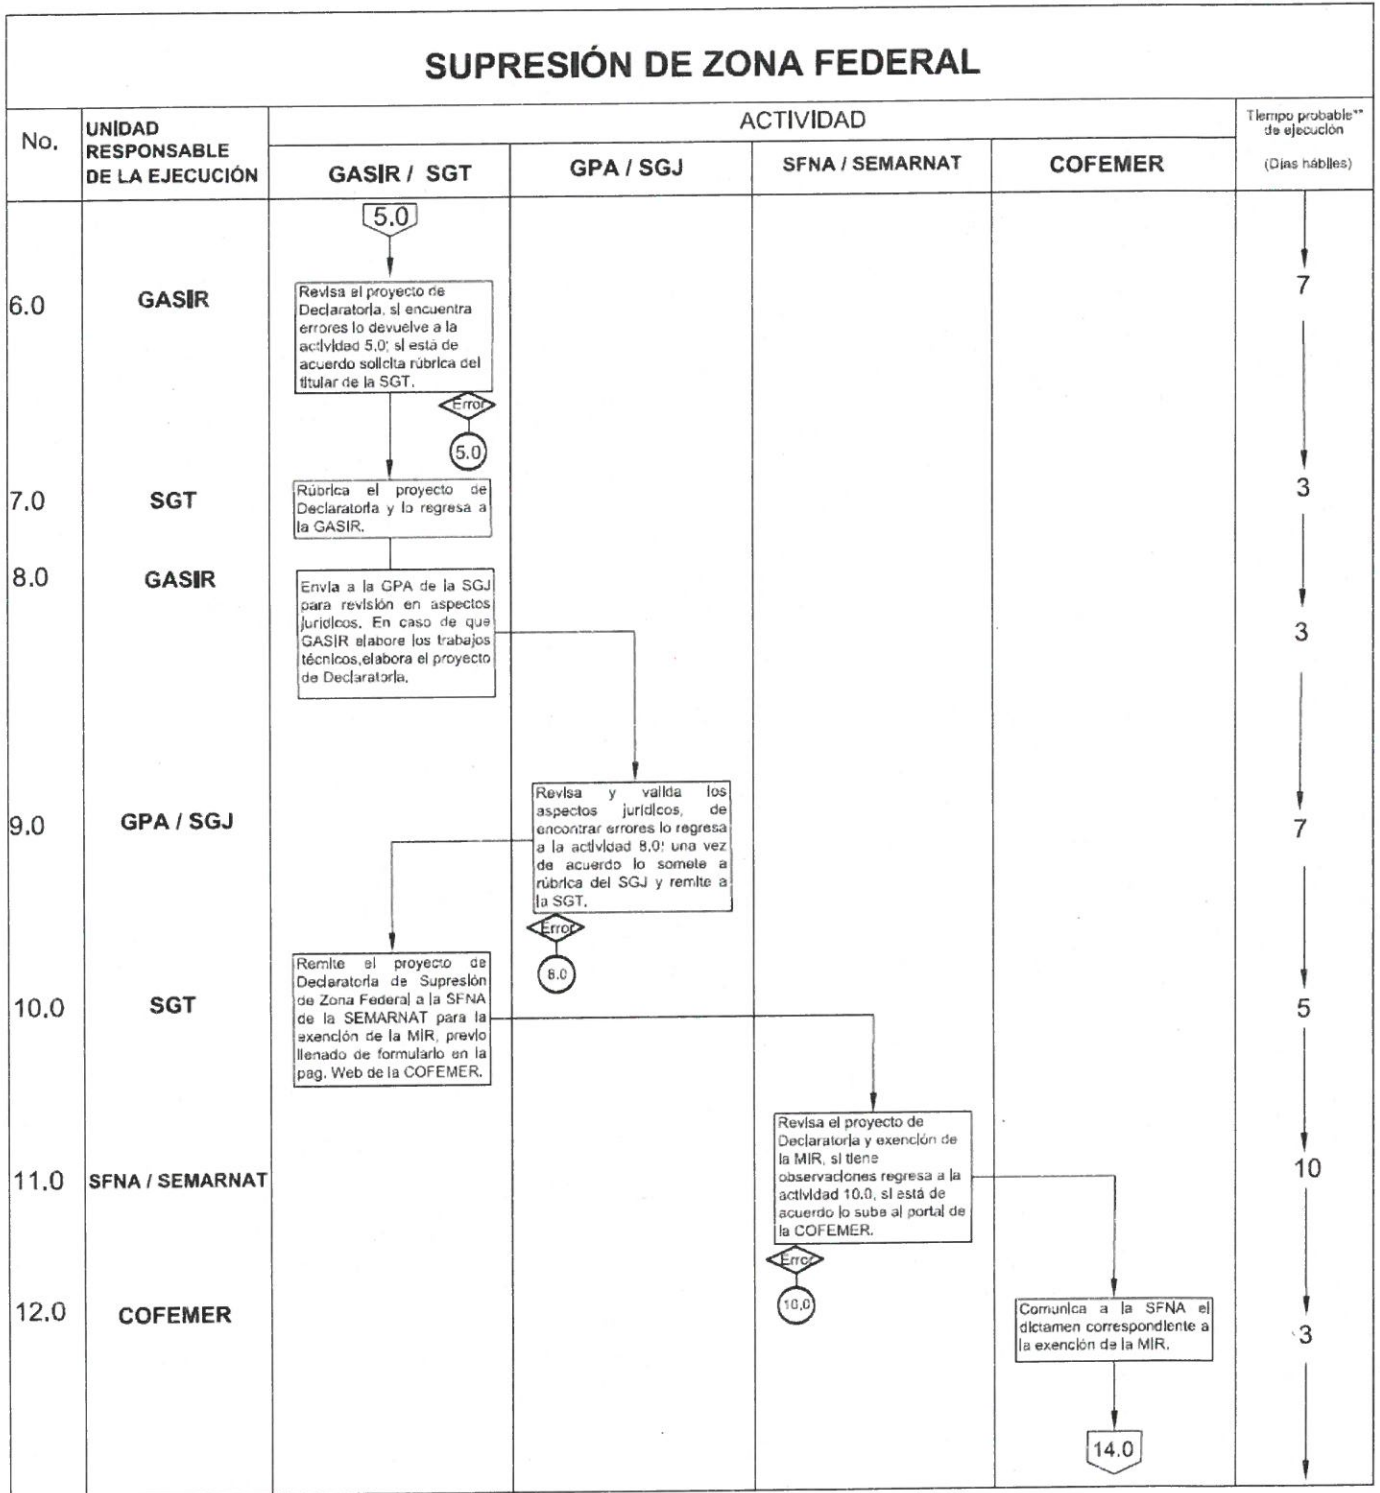 SUPRESIÓN DE ZONA FEDERAL
No.
UNIDAD
RESPONSABLE
DE LA EJECUCIÓN
ACTIVIDAD
GASIR / SGT
GPA / SGJ
SFNA / SEMARNAT
COFEMER
Tiempo probable**
de ejecución
(Días hábiles)
5.0
6.0
GASIR
Revisa el proyecto de
Declaratoria, si encuentra
errores lo devuelve a la
actividad 5.0; si está de
acuerdo solicita rúbrica del
titular de la SGT.
7
Error
5.0
7.0
SGT
Rúbrica el proyecto de
Declaratoria y lo regresa a
la GASIR.
3
8.0
GASIR
Envia a la GPA de la SGJ
para revisión en aspectos
jurídicos. En caso de que
GASIR elabore los trabajos
técnicos,elabora el proyecto
de Declaratoria.
3
9.0
GPA / SGJ
Revisa y valida los
aspectos jurídicos, de
encontrar errores lo regresa
a la actividad 8.0; una vez
de acuerdo lo somete a
rúbrica del SGJ y remite a
la SGT.
7
Error
8.0
10.0
SGT
Remite el proyecto de
Declaratoria de Supresión
de Zona Federal a la SFNA
de la SEMARNAT para la
exención de la MIR, previo
llenado de formulario en la
pag. Web de la COFEMER.
5
11.0
SFNA / SEMARNAT
Revisa el proyecto de
Declaratoria y exención de
la MIR, si tiene
observaciones regresa a la
actividad 10.0, si está de
acuerdo lo sube al portal de
la COFEMER.
10
Error
10.0
12.0
COFEMER
Comunica a la SFNA el
dictamen correspondiente a
la exención de la MIR.
3
14.0